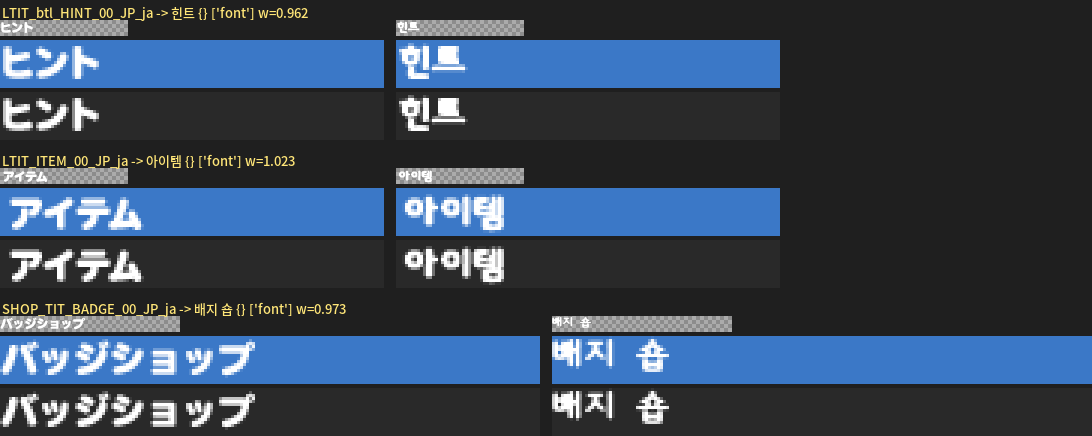 LTIT_btl_HINT_00_JP_ja -> 힌트 {} ['font'] w=0.962
ヒント 힌트
ヒント 힌트
ヒント 힌트
LTIT_ITEM_00_JP_ja -> 아이템 {} ['font'] w=1.023
アイテム 아이템
アイテム 아이템
アイテム 아이템
SHOP_TIT_BADGE_00_JP_ja -> 배지 숍 {} ['font'] w=0.973
バッジショップ 배지 숍
バッジショップ 배지 숍
バッジショップ 배지 숍